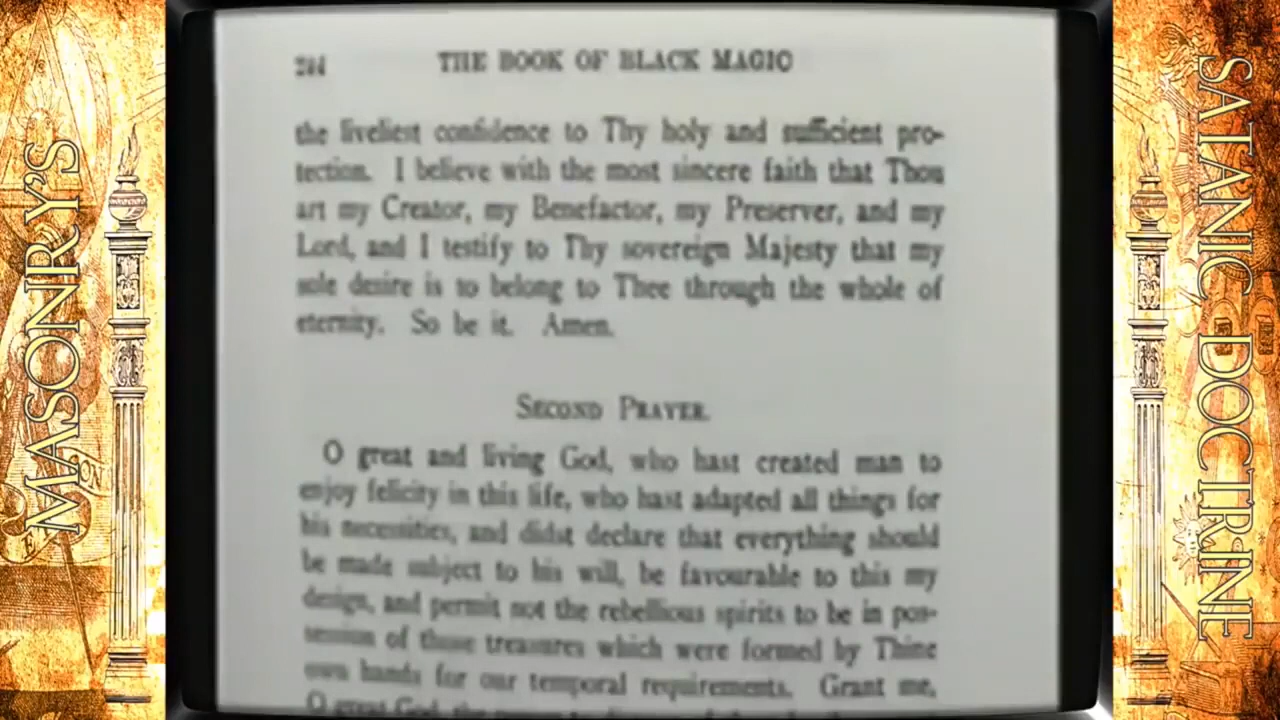 MASONRY'S
244 THE BOOK OF BLACK MAGIC
the liveliest confidence to Thy holy and sufficient pro-
tection. I believe with the most sincere faith that Thou
art my Creator, my Benefactor, my Preserver, and my
Lord, and I testify to Thy sovereign Majesty that my
sole desire is to belong to Thee through the whole of
eternity. So be it. Amen.
SECOND PRAYER.
O great and living God, who hast created man to
enjoy felicity in this life, who hast adapted all things for
his necessities, and didst declare that everything should
be made subject to his will, be favourable to this my
design, and permit not the rebellious spirits to be in pos-
session of those treasures which were formed by Thine
own hands for our temporal requirements. Grant me,
O great
SATANIC DOCTRINE